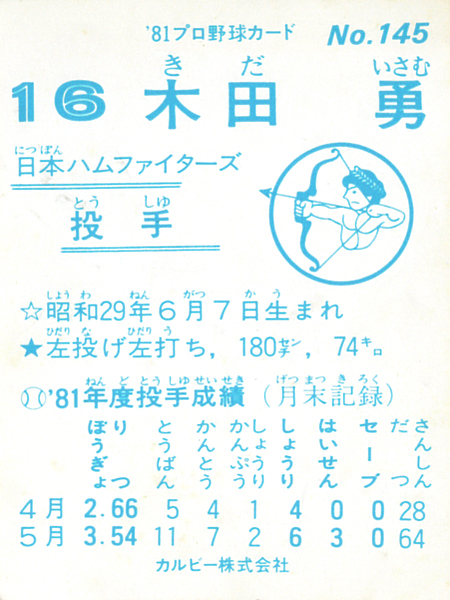 '81プロ野球カード No.145
きだ いさむ
16 木田 勇
にっぽん
日本ハムファイターズ
とう しゅ
投手
しょう わ ねん がつ か う
☆昭和29年6月7日生まれ
ひだり な ひだり う
★左投げ左打ち，180センチ，74キロ
ねん ど とう しゅ せい せき げつ まつ き ろく
'81年度投手成績（月末記録）
ぼうぎょりつ とうばん かんとう かんぷうしょうり しょうり はいせん セーブ だつさんしん
4月 2.66 5 4 1 4 0 0 28
5月 3.54 11 7 2 6 3 0 64
カルビー株式会社